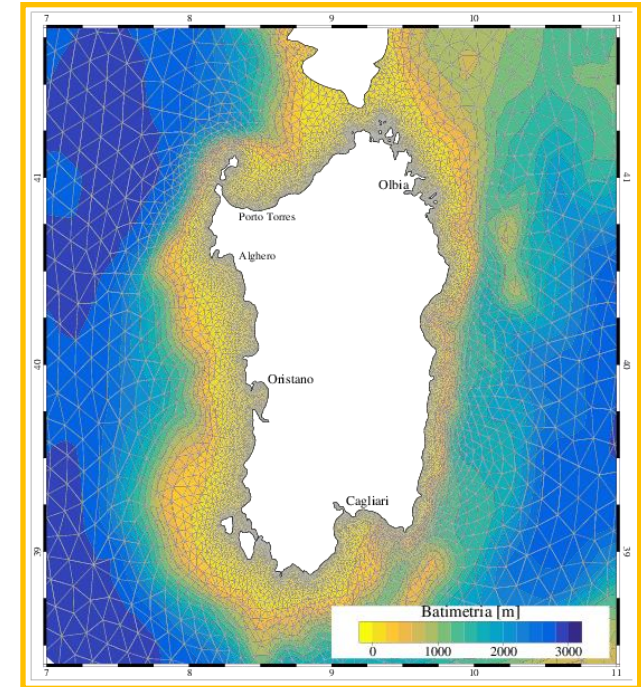 7 8 9 10 11
41 41
Olbia
Porto Torres
Alghero
40 40
Oristano
Cagliari
39 39
Batimetria [m]
0 1000 2000 3000
7 8 9 10 11